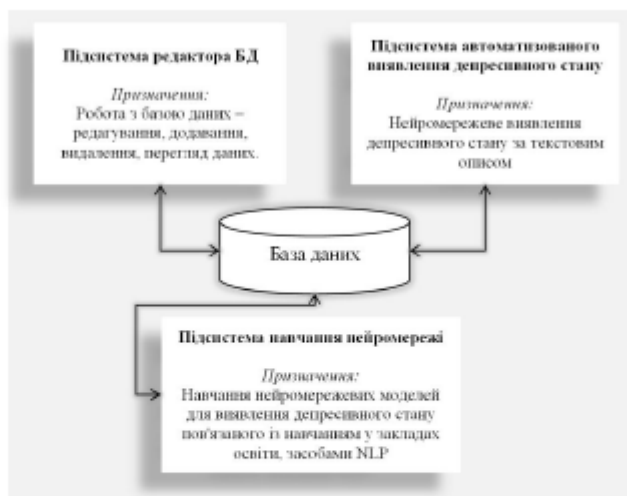 Підсистема редактора БД
Призначення:
Робота з базою даних –
редагування, додавання,
видалення, перегляд даних.
Підсистема автоматизованого
виявлення депресивного стану
Призначення:
Нейромережеве виявлення
депресивного стану за текстовим
описом
База даних
Підсистема навчання нейромережі
Призначення:
Навчання нейромережевих моделей
для виявлення депресивного стану
пов'язаного із навчанням у закладах
освіти, засобами NLP